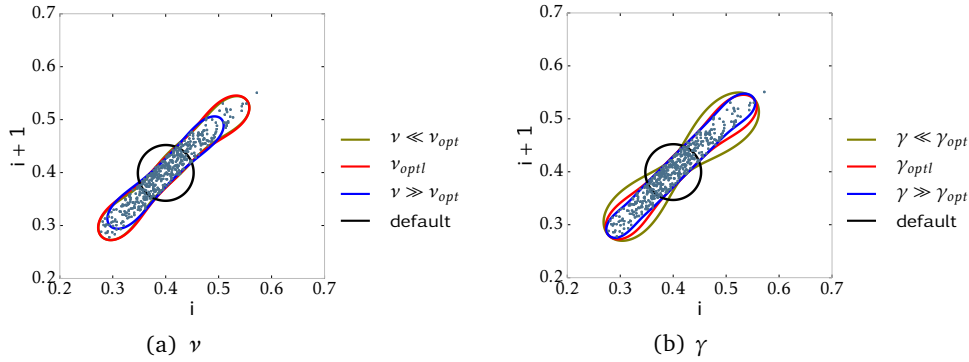 0.7
0.6
0.5
0.4
0.3
0.2
i + 1
0.2 0.3 0.4 0.5 0.6 0.7
i
ν ≪ ν_opt
ν_optl
ν ≫ ν_opt
default
(a) ν
0.7
0.6
0.5
0.4
0.3
0.2
i + 1
0.2 0.3 0.4 0.5 0.6 0.7
i
γ ≪ γ_opt
γ_optl
γ ≫ γ_opt
default
(b) γ